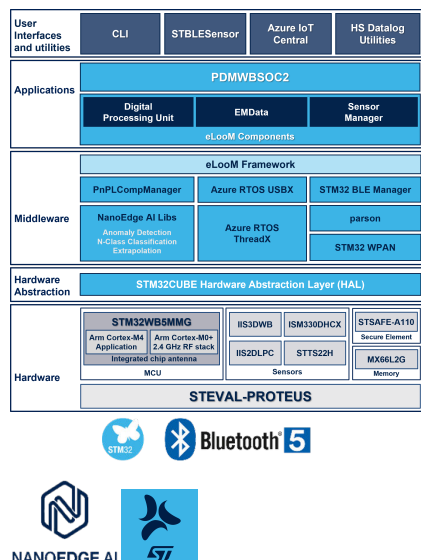 User
Interfaces
and utilities
CLI
STBLESensor
Azure IoT
Central
HS Datalog
Utilities
Applications
PDMWBSOC2
Digital
Processing Unit
EMData
Sensor
Manager
eLooM Components
Middleware
eLooM Framework
PnPLCompManager
Azure RTOS USBX
STM32 BLE Manager
NanoEdge AI Libs
Anomaly Detection
N-Class Classification
Extrapolation
Azure RTOS
ThreadX
parson
STM32 WPAN
Hardware
Abstraction
STM32CUBE Hardware Abstraction Layer (HAL)
Hardware
STM32WB5MMG
Arm Cortex-M4
Application
Arm Cortex-M0+
2.4 GHz RF stack
Integrated chip antenna
MCU
IIS3DWB
ISM330DHCX
IIS2DLPC
STTS22H
Sensors
STSAFE-A110
Secure Element
MX66L2G
Memory
STEVAL-PROTEUS
STM32
Bluetooth 5
NANOEDGE AI
ST